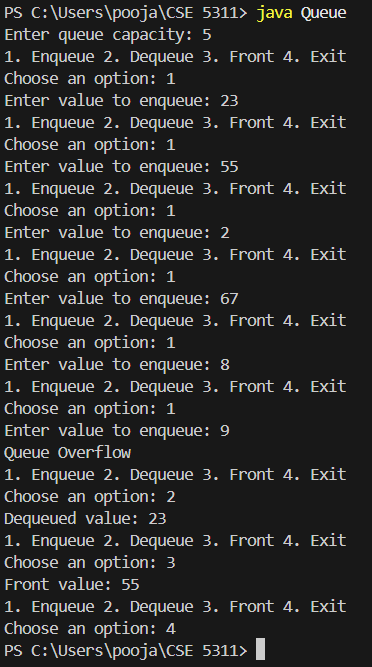 PS C:\Users\pooja\CSE 5311> java Queue
Enter queue capacity: 5
1. Enqueue 2. Dequeue 3. Front 4. Exit
Choose an option: 1
Enter value to enqueue: 23
1. Enqueue 2. Dequeue 3. Front 4. Exit
Choose an option: 1
Enter value to enqueue: 55
1. Enqueue 2. Dequeue 3. Front 4. Exit
Choose an option: 1
Enter value to enqueue: 2
1. Enqueue 2. Dequeue 3. Front 4. Exit
Choose an option: 1
Enter value to enqueue: 67
1. Enqueue 2. Dequeue 3. Front 4. Exit
Choose an option: 1
Enter value to enqueue: 8
1. Enqueue 2. Dequeue 3. Front 4. Exit
Choose an option: 1
Enter value to enqueue: 9
Queue Overflow
1. Enqueue 2. Dequeue 3. Front 4. Exit
Choose an option: 2
Dequeued value: 23
1. Enqueue 2. Dequeue 3. Front 4. Exit
Choose an option: 3
Front value: 55
1. Enqueue 2. Dequeue 3. Front 4. Exit
Choose an option: 4
PS C:\Users\pooja\CSE 5311>